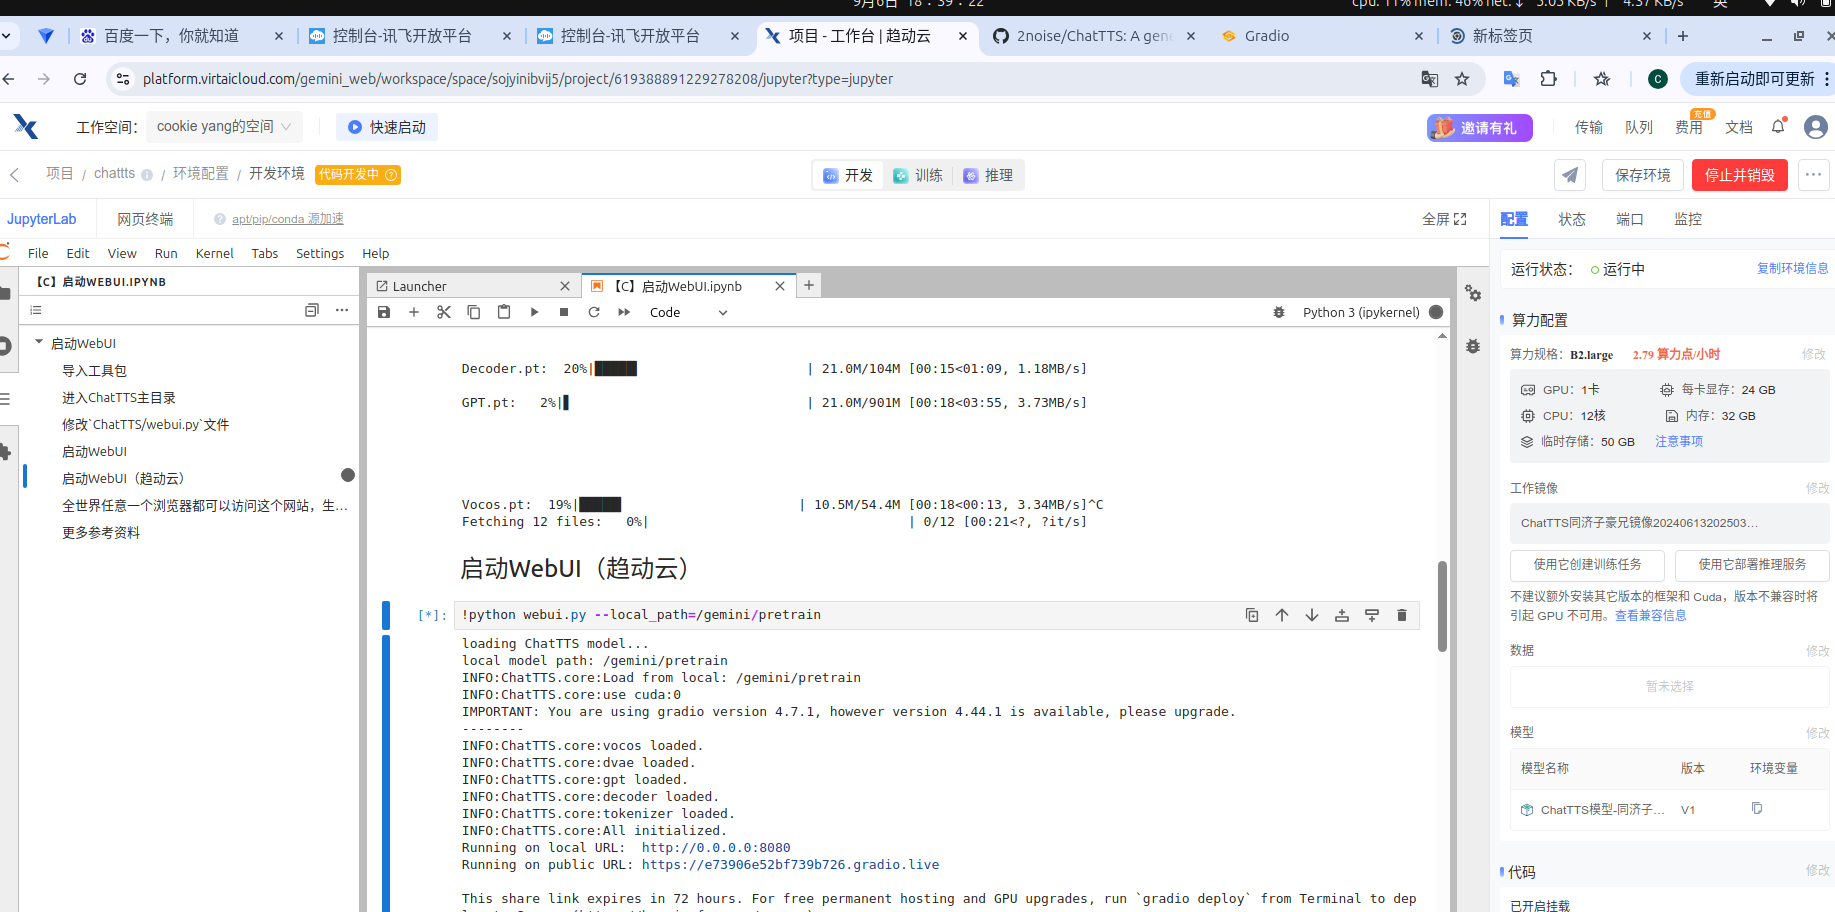 9月6日 18：39：22
cpu: 11% mem: 46% net: ↓ 5.05 KB/s | 4.37 KB/s 英
百度一下，你就知道
控制台-讯飞开放平台
控制台-讯飞开放平台
项目 - 工作台 | 趋动云
2noise/ChatTTS: A gene
Gradio
新标签页
platform.virtaicloud.com/gemini_web/workspace/space/sojyinibvij5/project/619388891229278208/jupyter?type=jupyter
C
重新启动即可更新
工作空间： cookie yang的空间
快速启动
邀请有礼
传输 队列 费用 充值 文档
项目 / chattts / 环境配置 / 开发环境 代码开发中
开发 训练 推理
保存环境 停止并销毁 ...
JupyterLab 网页终端 apt/pip/conda 源加速 全屏
配置 状态 端口 监控
File Edit View Run Kernel Tabs Settings Help
【C】启动WEBUI.IPYNB
启动WebUI
导入工具包
进入ChatTTS主目录
修改`ChatTTS/webui.py`文件
启动WebUI
启动WebUI（趋动云）
全世界任意一个浏览器都可以访问这个网站，生…
更多参考资料
Launcher 【C】启动WebUI.ipynb
Code Python 3 (ipykernel)
Decoder.pt: 20%| | 21.0M/104M [00:15<01:09, 1.18MB/s]
GPT.pt: 2%| | 21.0M/901M [00:18<03:55, 3.73MB/s]
Vocos.pt: 19%| | 10.5M/54.4M [00:18<00:13, 3.34MB/s]^C
Fetching 12 files: 0%| | 0/12 [00:21<?, ?it/s]
启动WebUI（趋动云）
[*]: !python webui.py --local_path=/gemini/pretrain
loading ChatTTS model...
local model path: /gemini/pretrain
INFO:ChatTTS.core:Load from local: /gemini/pretrain
INFO:ChatTTS.core:use cuda:0
IMPORTANT: You are using gradio version 4.7.1, however version 4.44.1 is available, please upgrade.
--------
INFO:ChatTTS.core:vocos loaded.
INFO:ChatTTS.core:dvae loaded.
INFO:ChatTTS.core:gpt loaded.
INFO:ChatTTS.core:decoder loaded.
INFO:ChatTTS.core:tokenizer loaded.
INFO:ChatTTS.core:All initialized.
Running on local URL: http://0.0.0.0:8080
Running on public URL: https://e73906e52bf739b726.gradio.live
This share link expires in 72 hours. For free permanent hosting and GPU upgrades, run `gradio deploy` from Terminal to dep
运行状态： 运行中 复制环境信息
算力配置
算力规格：B2.large 2.79 算力点/小时 修改
GPU：1卡 每卡显存：24 GB
CPU：12核 内存：32 GB
临时存储：50 GB 注意事项
工作镜像 修改
ChatTTS同济子豪兄镜像20240613202503…
使用它创建训练任务 使用它部署推理服务
不建议额外安装其它版本的框架和 Cuda，版本不兼容时将
引起 GPU 不可用。查看兼容信息
数据 修改
暂未选择
模型 修改
模型名称 版本 环境变量
ChatTTS模型-同济子… V1
代码 修改
已开启挂载